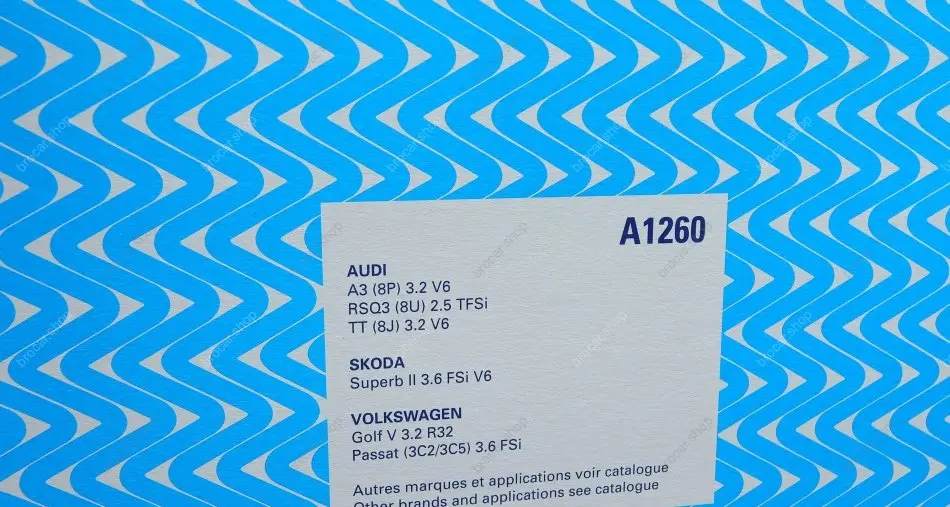 A1260
AUDI
A3 (8P) 3.2 V6
RSQ3 (8U) 2.5 TFSi
TT (8J) 3.2 V6
SKODA
Superb II 3.6 FSi V6
VOLKSWAGEN
Golf V 3.2 R32
Passat (3C2/3C5) 3.6 FSi
Autres marques et applications voir catalogue
Other brands and applications see catalogue
brocar.shop